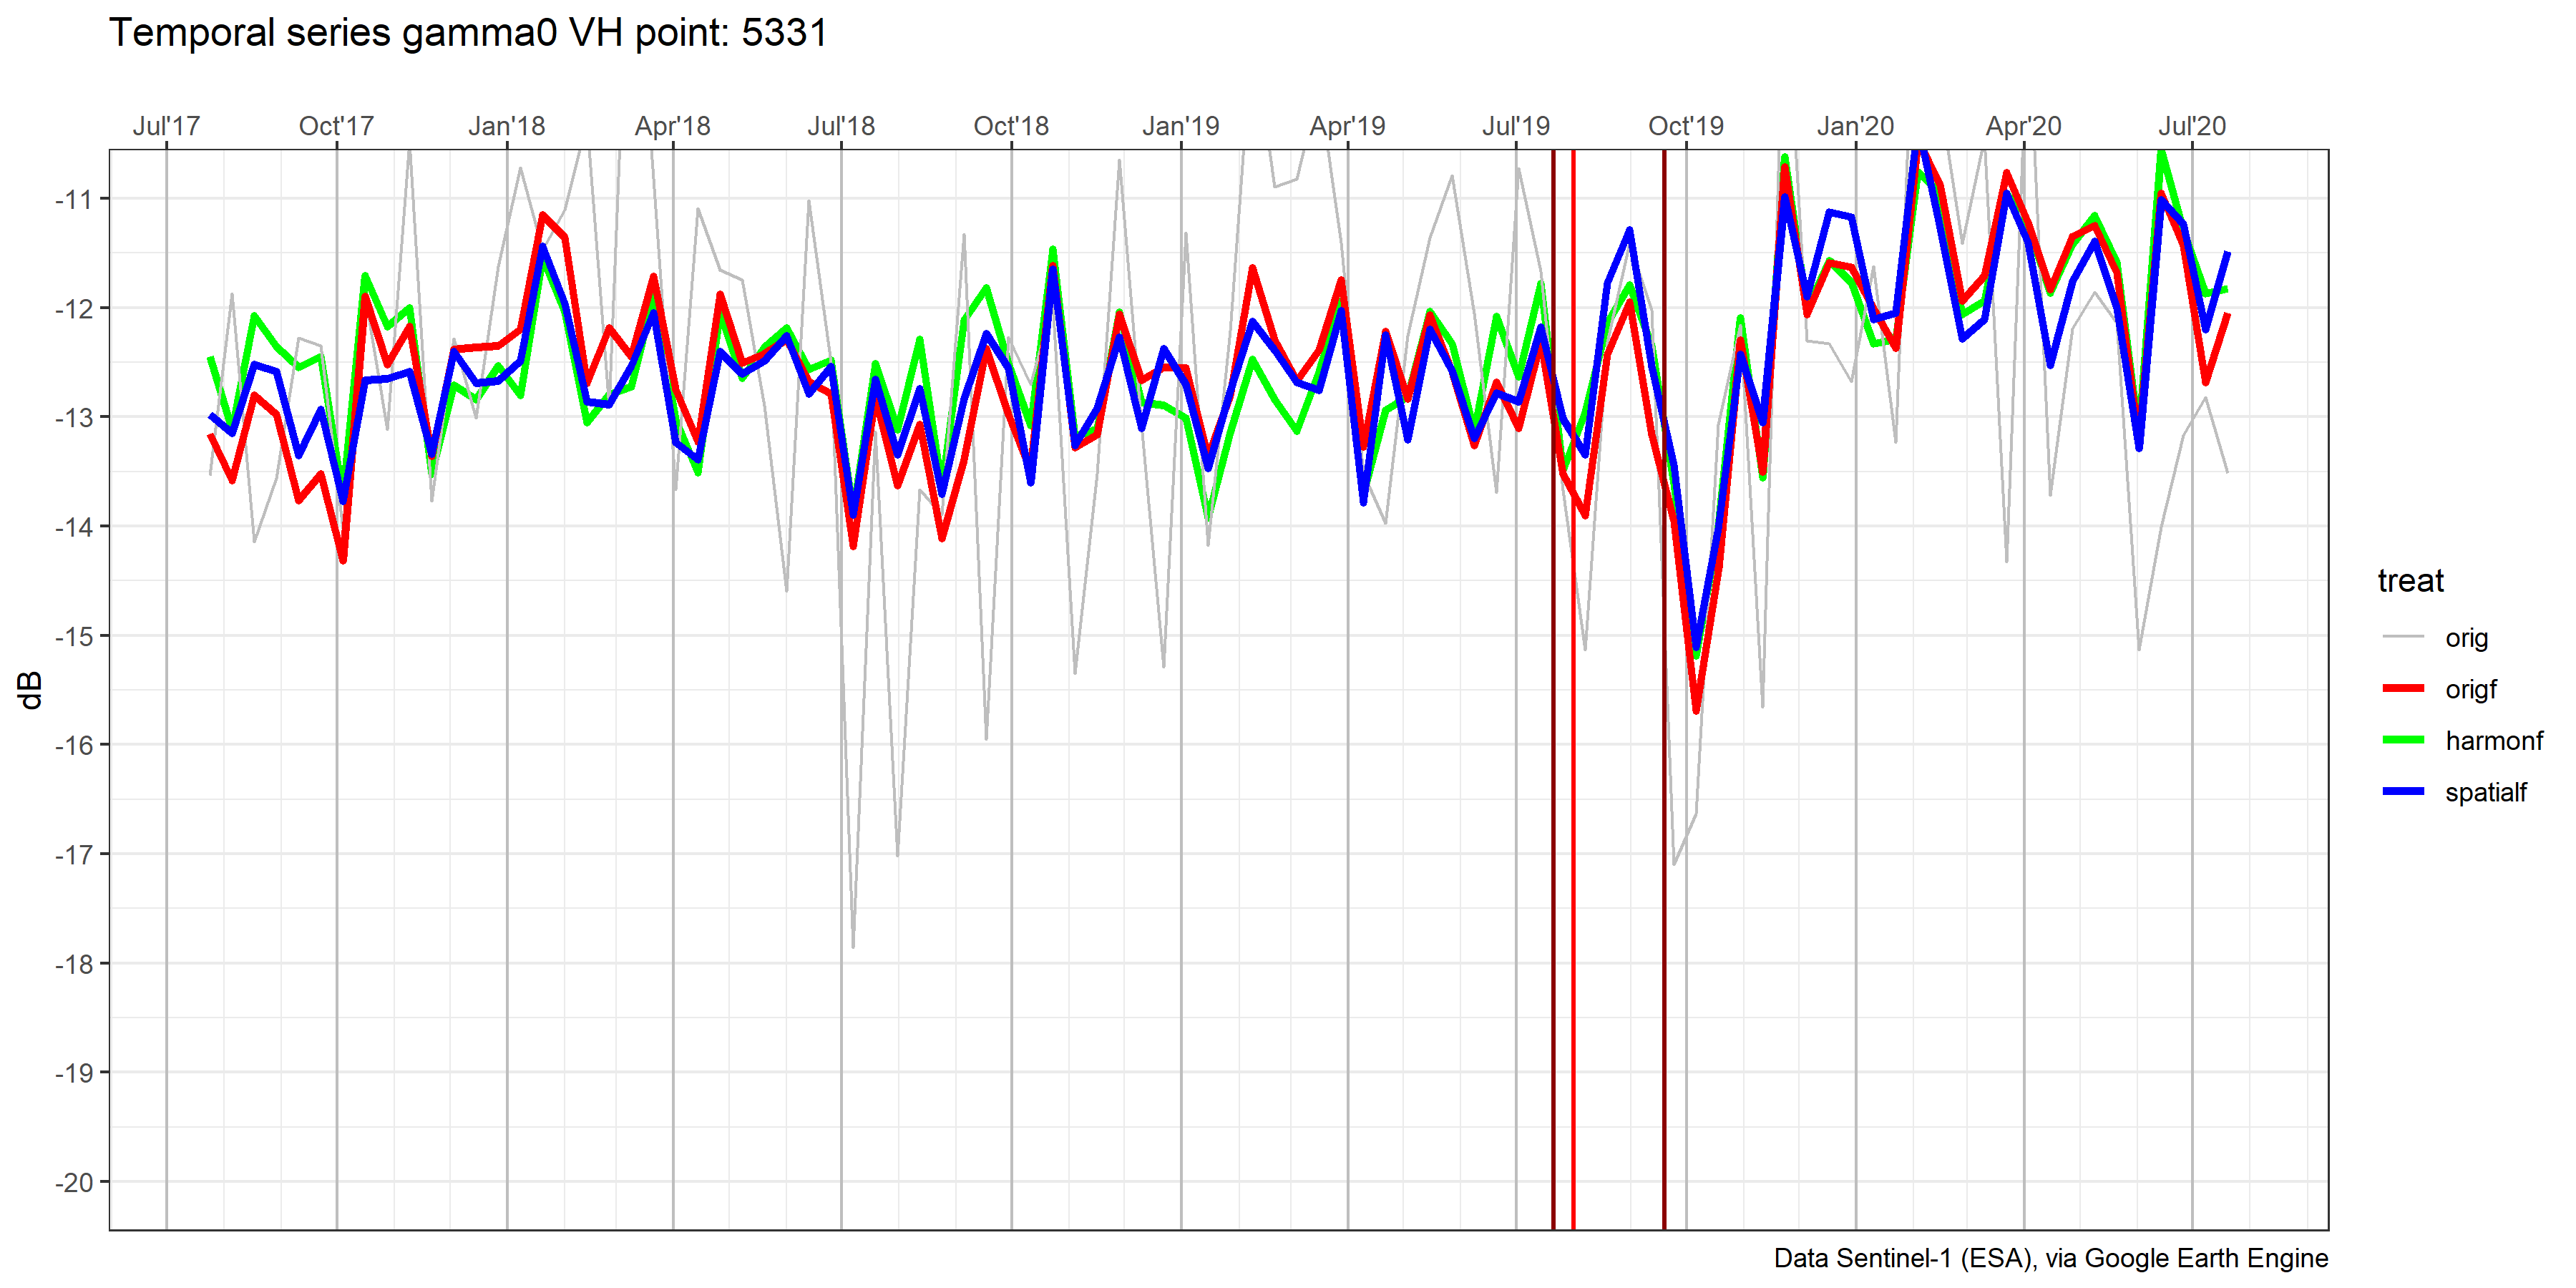 Temporal series gamma0 VH point: 5331
Jul'17 Oct'17 Jan'18 Apr'18 Jul'18 Oct'18 Jan'19 Apr'19 Jul'19 Oct'19 Jan'20 Apr'20 Jul'20
-11
-12
-13
-14
-15
-16
-17
-18
-19
-20
dB
treat
orig
origf
harmonf
spatialf
Data Sentinel-1 (ESA), via Google Earth Engine